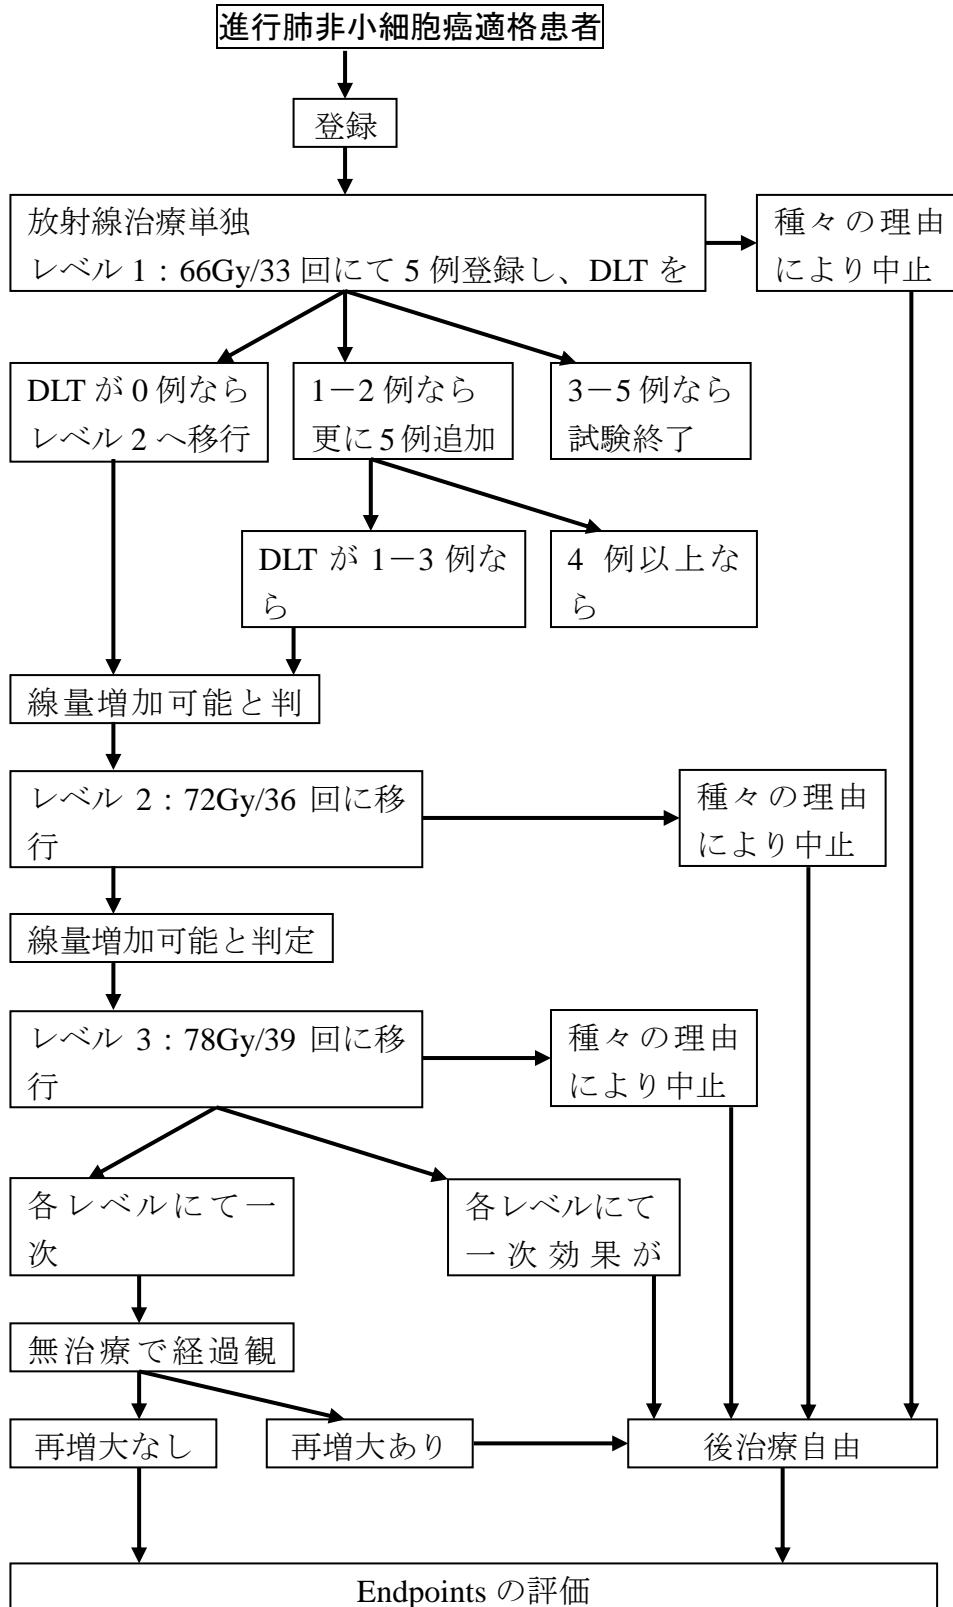 進行肺非小細胞癌適格患者
登録
放射線治療単独
レベル 1：66Gy/33 回にて 5 例登録し、DLT を
種々の理由
により中止
DLT が 0 例なら
レベル 2 へ移行
1－2 例なら
更に 5 例追加
3－5 例なら
試験終了
DLT が 1－3 例な
ら
4 例以上な
ら
線量増加可能と判
レベル 2：72Gy/36 回に移
行
種々の理由
により中止
線量増加可能と判定
レベル 3：78Gy/39 回に移
行
種々の理由
により中止
各レベルにて一
次
各レベルにて
一次効果が
無治療で経過観
再増大なし
再増大あり
後治療自由
Endpoints の評価